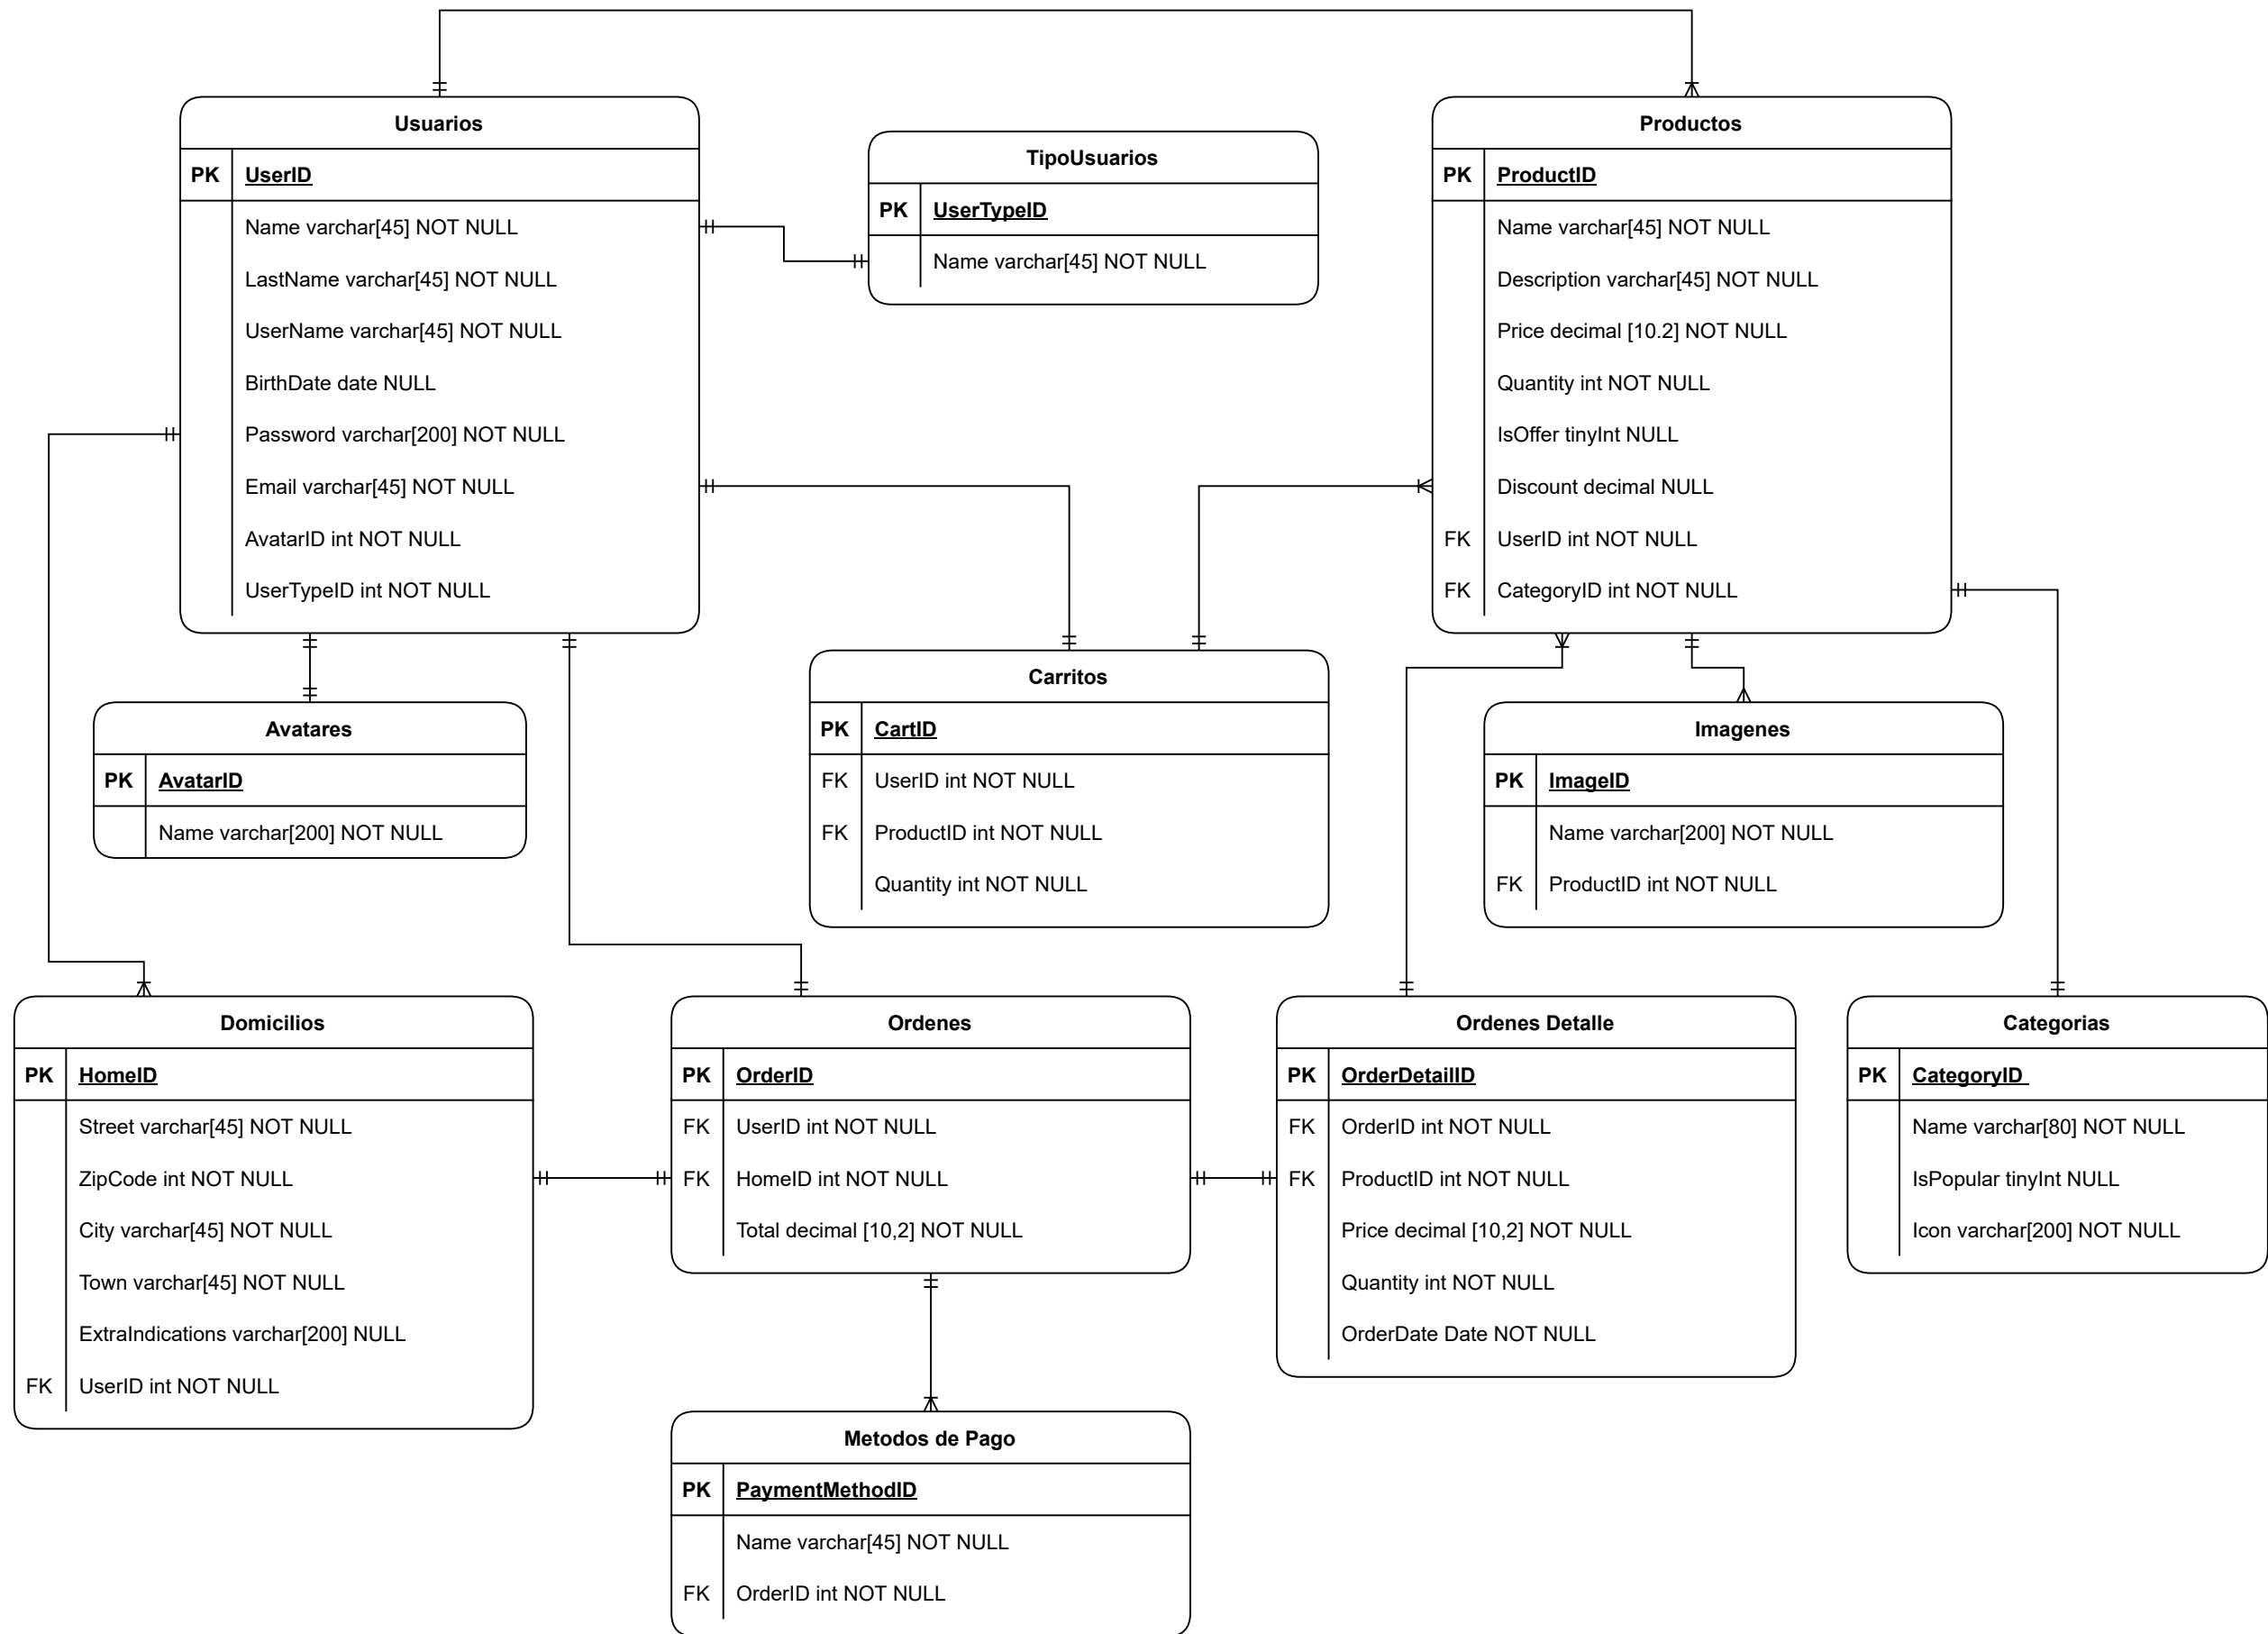 Usuarios
PK UserID
Name varchar[45] NOT NULL
LastName varchar[45] NOT NULL
UserName varchar[45] NOT NULL
BirthDate date NULL
Password varchar[200] NOT NULL
Email varchar[45] NOT NULL
AvatarID int NOT NULL
UserTypeID int NOT NULL
TipoUsuarios
PK UserTypeID
Name varchar[45] NOT NULL
Productos
PK ProductID
Name varchar[45] NOT NULL
Description varchar[45] NOT NULL
Price decimal [10.2] NOT NULL
Quantity int NOT NULL
IsOffer tinyInt NULL
Discount decimal NULL
FK UserID int NOT NULL
FK CategoryID int NOT NULL
Avatares
PK AvatarID
Name varchar[200] NOT NULL
Carritos
PK CartID
FK UserID int NOT NULL
FK ProductID int NOT NULL
Quantity int NOT NULL
Imagenes
PK ImageID
Name varchar[200] NOT NULL
FK ProductID int NOT NULL
Domicilios
PK HomeID
Street varchar[45] NOT NULL
ZipCode int NOT NULL
City varchar[45] NOT NULL
Town varchar[45] NOT NULL
ExtraIndications varchar[200] NULL
FK UserID int NOT NULL
Ordenes
PK OrderID
FK UserID int NOT NULL
FK HomeID int NOT NULL
Total decimal [10,2] NOT NULL
Ordenes Detalle
PK OrderDetailID
FK OrderID int NOT NULL
FK ProductID int NOT NULL
Price decimal [10,2] NOT NULL
Quantity int NOT NULL
OrderDate Date NOT NULL
Categorias
PK CategoryID
Name varchar[80] NOT NULL
IsPopular tinyInt NULL
Icon varchar[200] NOT NULL
Metodos de Pago
PK PaymentMethodID
Name varchar[45] NOT NULL
FK OrderID int NOT NULL